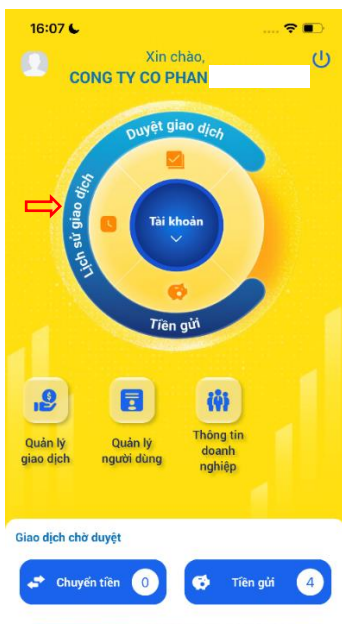 16:07
Xin chào,
CONG TY CO PHAN
Duyệt giao dịch
Lịch sử giao dịch
Tài khoản
Tiền gửi
Quản lý
giao dịch
Quản lý
người dùng
Thông tin
doanh
nghiệp
Giao dịch chờ duyệt
Chuyển tiền 0
Tiền gửi 4